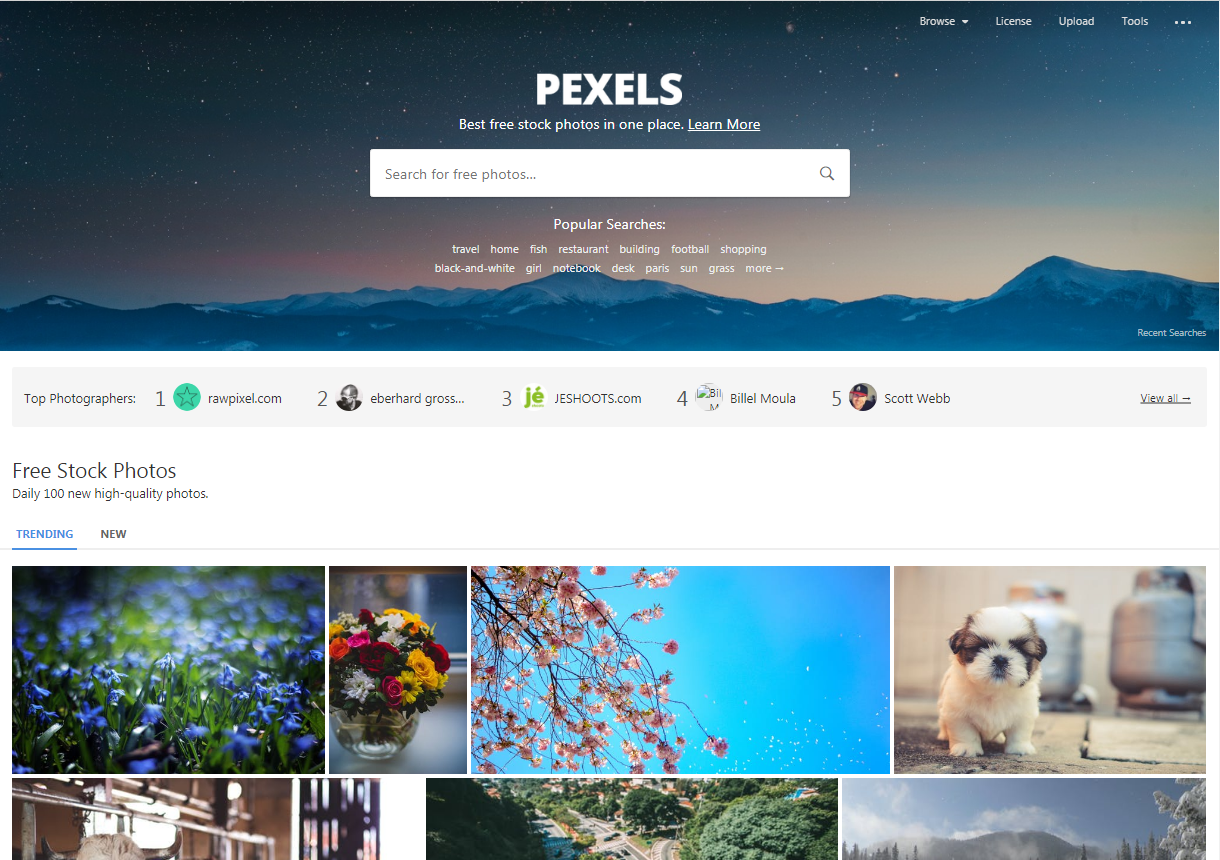 Browse License Upload Tools
PEXELS
Best free stock photos in one place. Learn More
Search for free photos...
Popular Searches:
travel home fish restaurant building football shopping
black-and-white girl notebook desk paris sun grass more →
Recent Searches
Top Photographers: 1 rawpixel.com 2 eberhard gross... 3 jé JESHOOTS.com 4 Bil M Billel Moula 5 Scott Webb View all →
Free Stock Photos
Daily 100 new high-quality photos.
TRENDING NEW